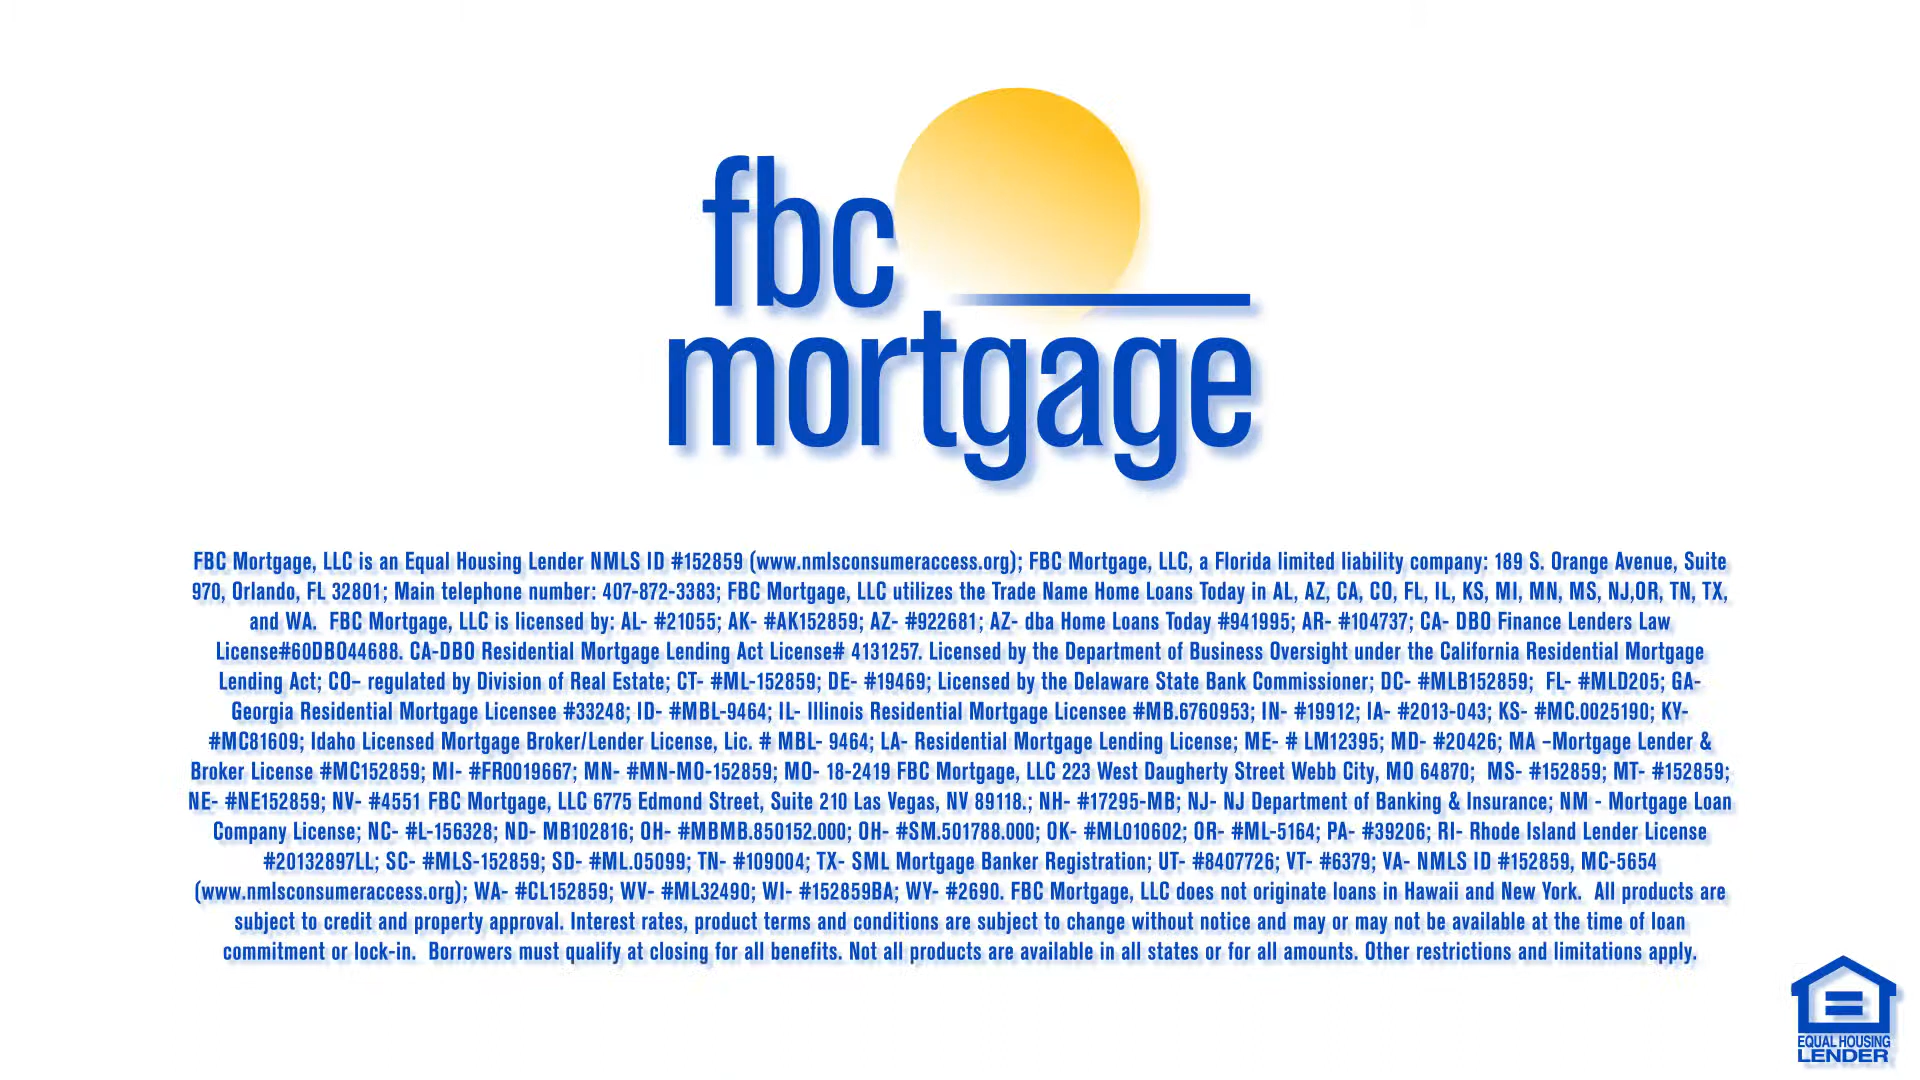 fbc
mortgage
FBC Mortgage, LLC is an Equal Housing Lender NMLS ID #152859 (www.nmlsconsumeraccess.org); FBC Mortgage, LLC, a Florida limited liability company: 189 S. Orange Avenue, Suite
970, Orlando, FL 32801; Main telephone number: 407-872-3383; FBC Mortgage, LLC utilizes the Trade Name Home Loans Today in AL, AZ, CA, CO, FL, IL, KS, MI, MN, MS, NJ,OR, TN, TX,
and WA.  FBC Mortgage, LLC is licensed by: AL- #21055; AK- #AK152859; AZ- #922681; AZ- dba Home Loans Today #941995; AR- #104737; CA- DBO Finance Lenders Law
License#60DBO44688. CA-DBO Residential Mortgage Lending Act License# 4131257. Licensed by the Department of Business Oversight under the California Residential Mortgage
Lending Act; CO– regulated by Division of Real Estate; CT- #ML-152859; DE- #19469; Licensed by the Delaware State Bank Commissioner; DC- #MLB152859;  FL- #MLD205; GA-
Georgia Residential Mortgage Licensee #33248; ID- #MBL-9464; IL- Illinois Residential Mortgage Licensee #MB.6760953; IN- #19912; IA- #2013-043; KS- #MC.0025190; KY-
#MC81609; Idaho Licensed Mortgage Broker/Lender License, Lic. # MBL- 9464; LA- Residential Mortgage Lending License; ME- # LM12395; MD- #20426; MA –Mortgage Lender &
Broker License #MC152859; MI- #FR0019667; MN- #MN-MO-152859; MO- 18-2419 FBC Mortgage, LLC 223 West Daugherty Street Webb City, MO 64870;  MS- #152859; MT- #152859;
NE- #NE152859; NV- #4551 FBC Mortgage, LLC 6775 Edmond Street, Suite 210 Las Vegas, NV 89118.; NH- #17295-MB; NJ- NJ Department of Banking & Insurance; NM - Mortgage Loan
Company License; NC- #L-156328; ND- MB102816; OH- #MBMB.850152.000; OH- #SM.501788.000; OK- #ML010602; OR- #ML-5164; PA- #39206; RI- Rhode Island Lender License
#20132897LL; SC- #MLS-152859; SD- #ML.05099; TN- #109004; TX- SML Mortgage Banker Registration; UT- #8407726; VT- #6379; VA- NMLS ID #152859, MC-5654
(www.nmlsconsumeraccess.org); WA- #CL152859; WV- #ML32490; WI- #152859BA; WY- #2690. FBC Mortgage, LLC does not originate loans in Hawaii and New York.  All products are
subject to credit and property approval. Interest rates, product terms and conditions are subject to change without notice and may or may not be available at the time of loan
commitment or lock-in.  Borrowers must qualify at closing for all benefits. Not all products are available in all states or for all amounts. Other restrictions and limitations apply.
EQUAL HOUSING
LENDER